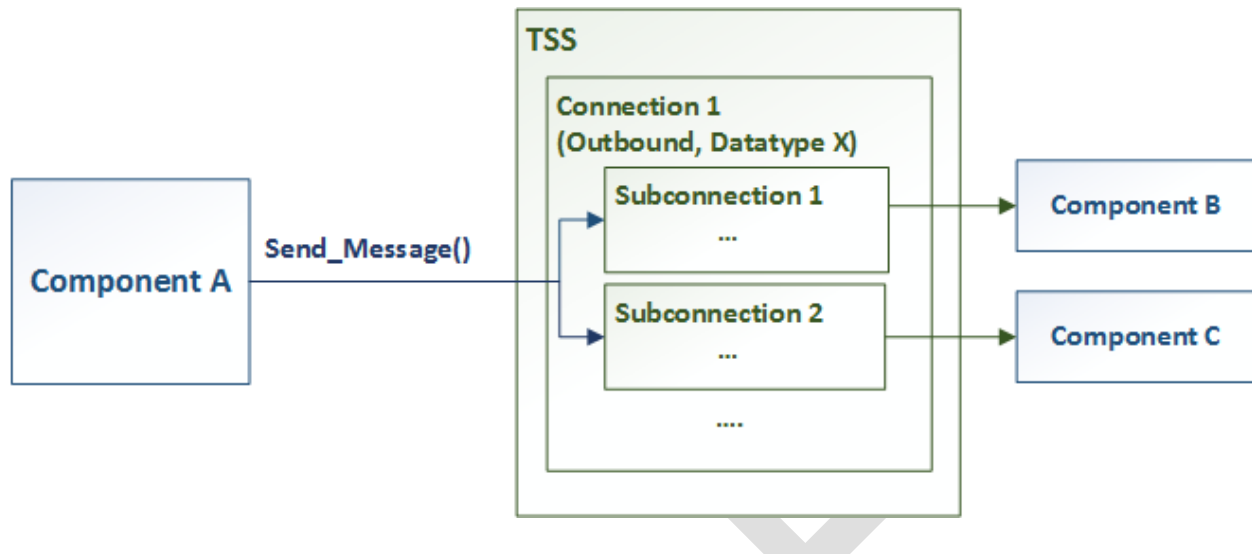 TSS
Connection 1
(Outbound, Datatype X)
Subconnection 1
...
Component B
Send_Message()
Component A
Subconnection 2
...
Component C
....